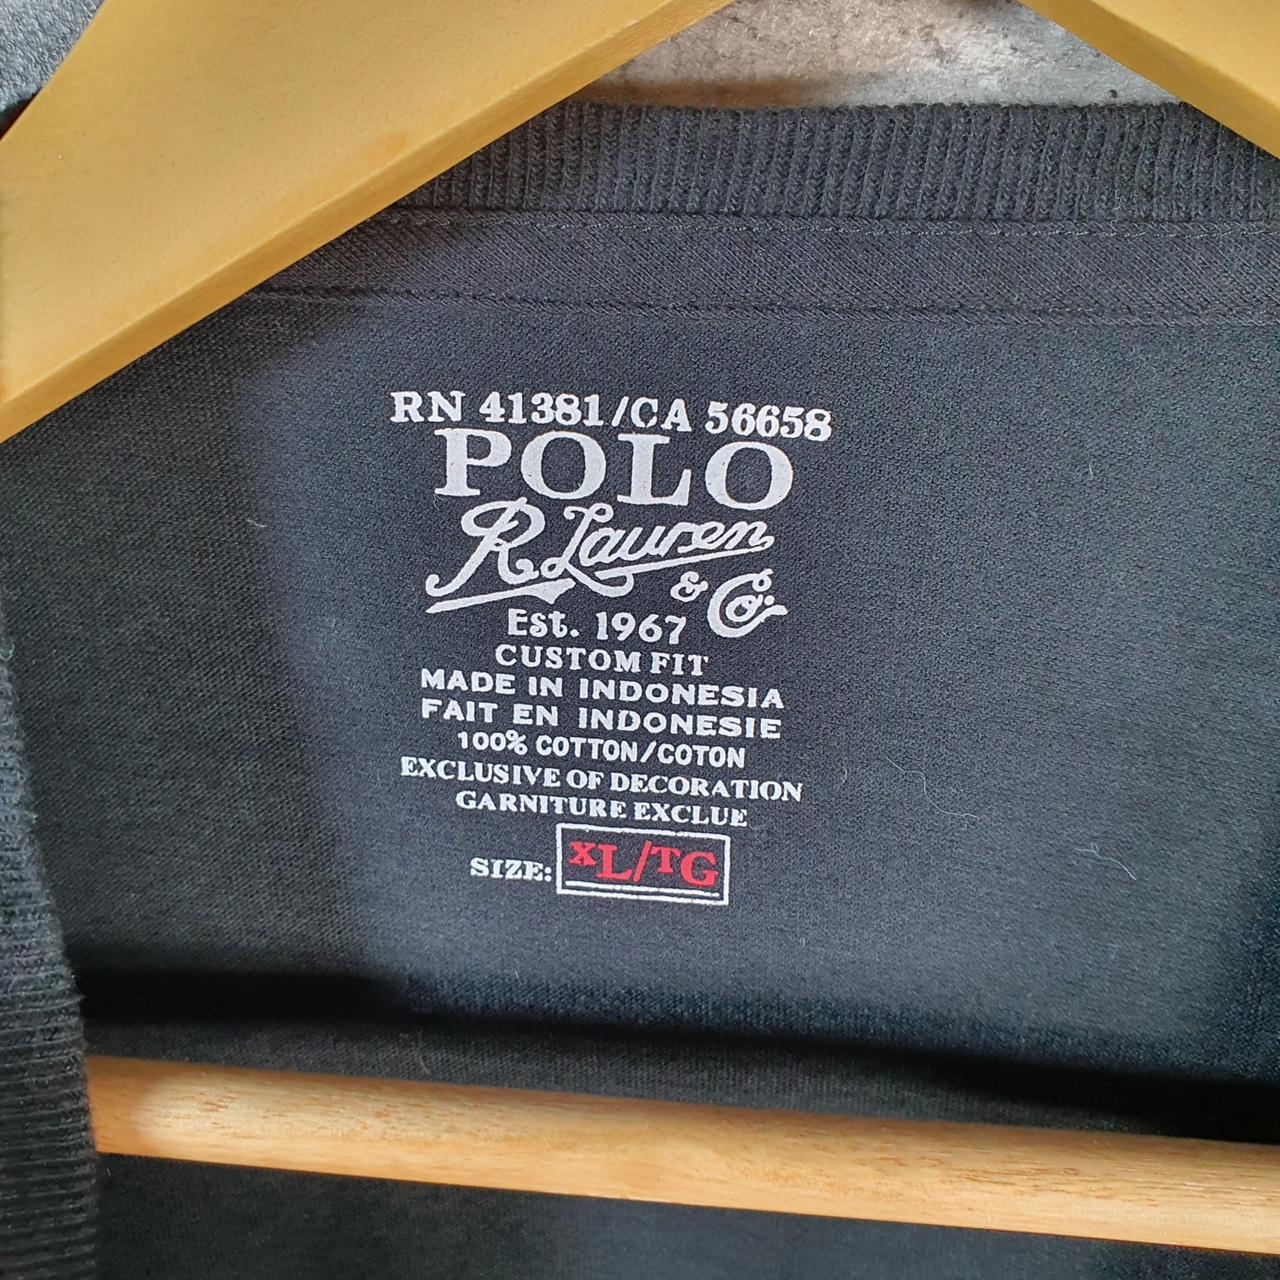 RN 41381/CA 56658
POLO
R Lauren
& Co.
Est. 1967
CUSTOM FIT
MADE IN INDONESIA
FAIT EN INDONESIE
100% COTTON/COTON
EXCLUSIVE OF DECORATION
GARNITURE EXCLUE
SIZE: XL/TG